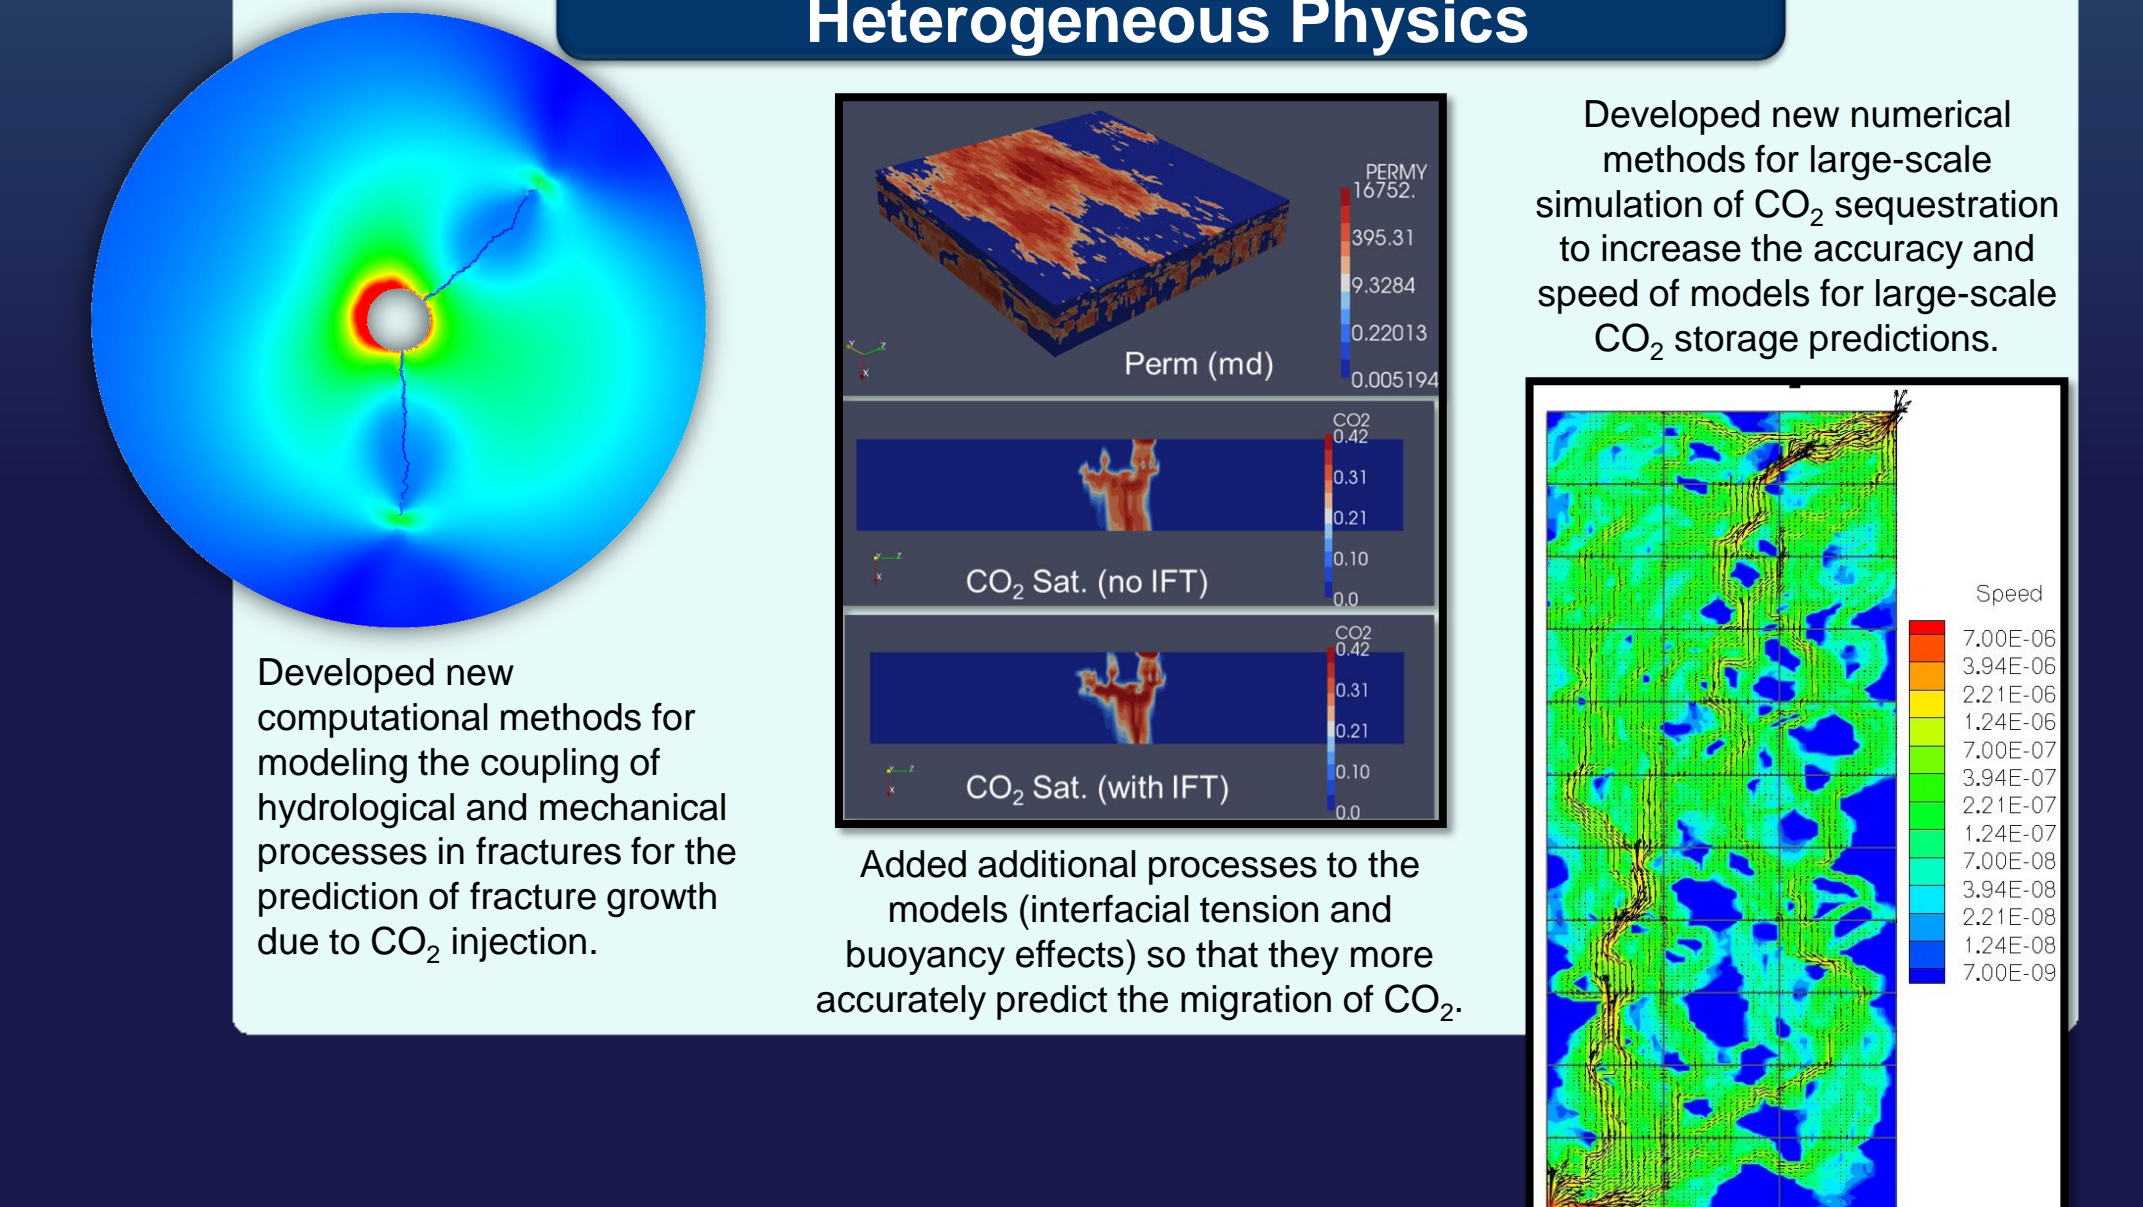 Heterogeneous Physics
Developed new
computational methods for
modeling the coupling of
hydrological and mechanical
processes in fractures for the
prediction of fracture growth
due to CO₂ injection.
PERMY
16752.
395.31
9.3284
0.22013
0.005194
Y
Z
X
Perm (md)
CO2
0.42
0.31
0.21
0.10
0.0
Y
Z
X
CO₂ Sat. (no IFT)
CO2
0.42
0.31
0.21
0.10
0.0
Y
Z
X
CO₂ Sat. (with IFT)
Added additional processes to the
models (interfacial tension and
buoyancy effects) so that they more
accurately predict the migration of CO₂.
Developed new numerical
methods for large-scale
simulation of CO₂ sequestration
to increase the accuracy and
speed of models for large-scale
CO₂ storage predictions.
Speed
7.00E-06
3.94E-06
2.21E-06
1.24E-06
7.00E-07
3.94E-07
2.21E-07
1.24E-07
7.00E-08
3.94E-08
2.21E-08
1.24E-08
7.00E-09